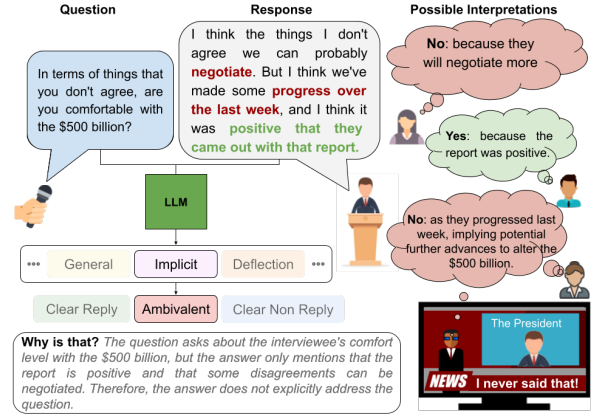 Question
Response
Possible Interpretations
In terms of things that
you don't agree, are
you comfortable with
the $500 billion?
I think the things I don't
agree we can probably
negotiate. But I think we've
made some progress over
the last week, and I think it
was positive that they
came out with that report.
No: because they
will negotiate more
Yes: because the
report was positive.
No: as they progressed last
week, implying potential
further advances to alter the
$500 billion.
LLM
••• General Implicit Deflection •••
Clear Reply Ambivalent Clear Non Reply
The President
NEWS I never said that!
Why is that? The question asks about the interviewee's comfort
level with the $500 billion, but the answer only mentions that the
report is positive and that some disagreements can be
negotiated. Therefore, the answer does not explicitly address the
question.